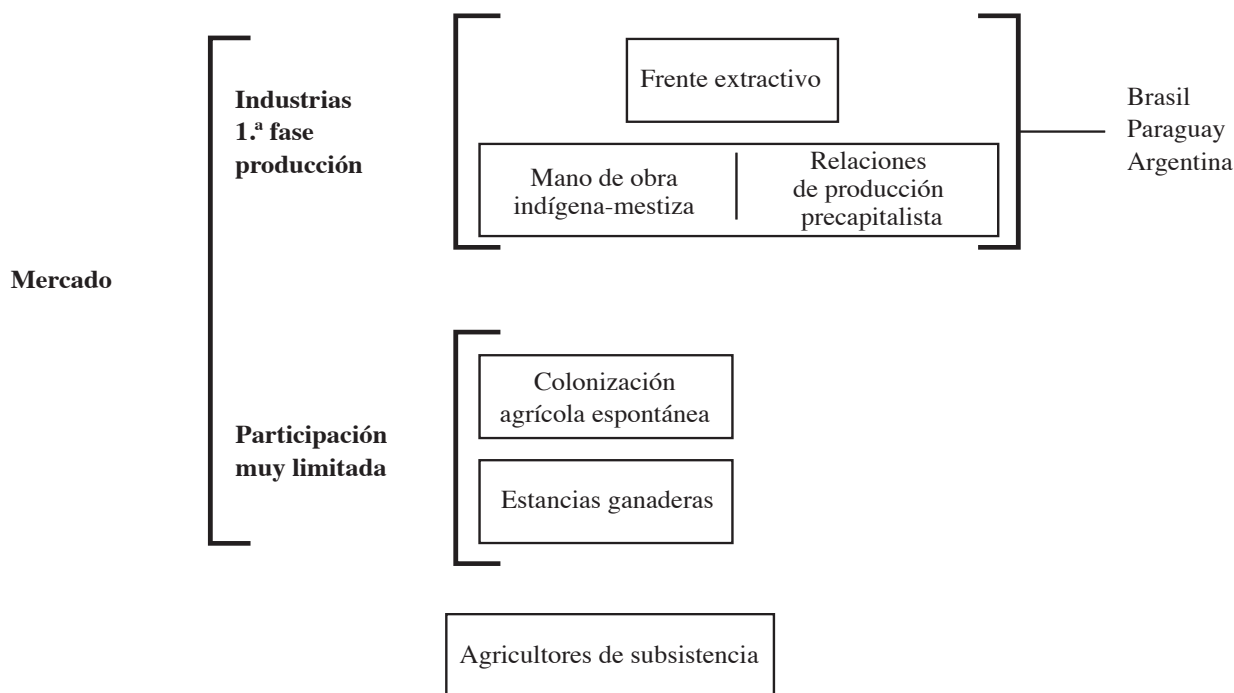 Mercado
Industrias
1.ª fase
producción
Frente extractivo
Mano de obra
indígena-mestiza
Relaciones
de producción
precapitalista
Brasil
Paraguay
Argentina
Participación
muy limitada
Colonización
agrícola espontánea
Estancias ganaderas
Agricultores de subsistencia